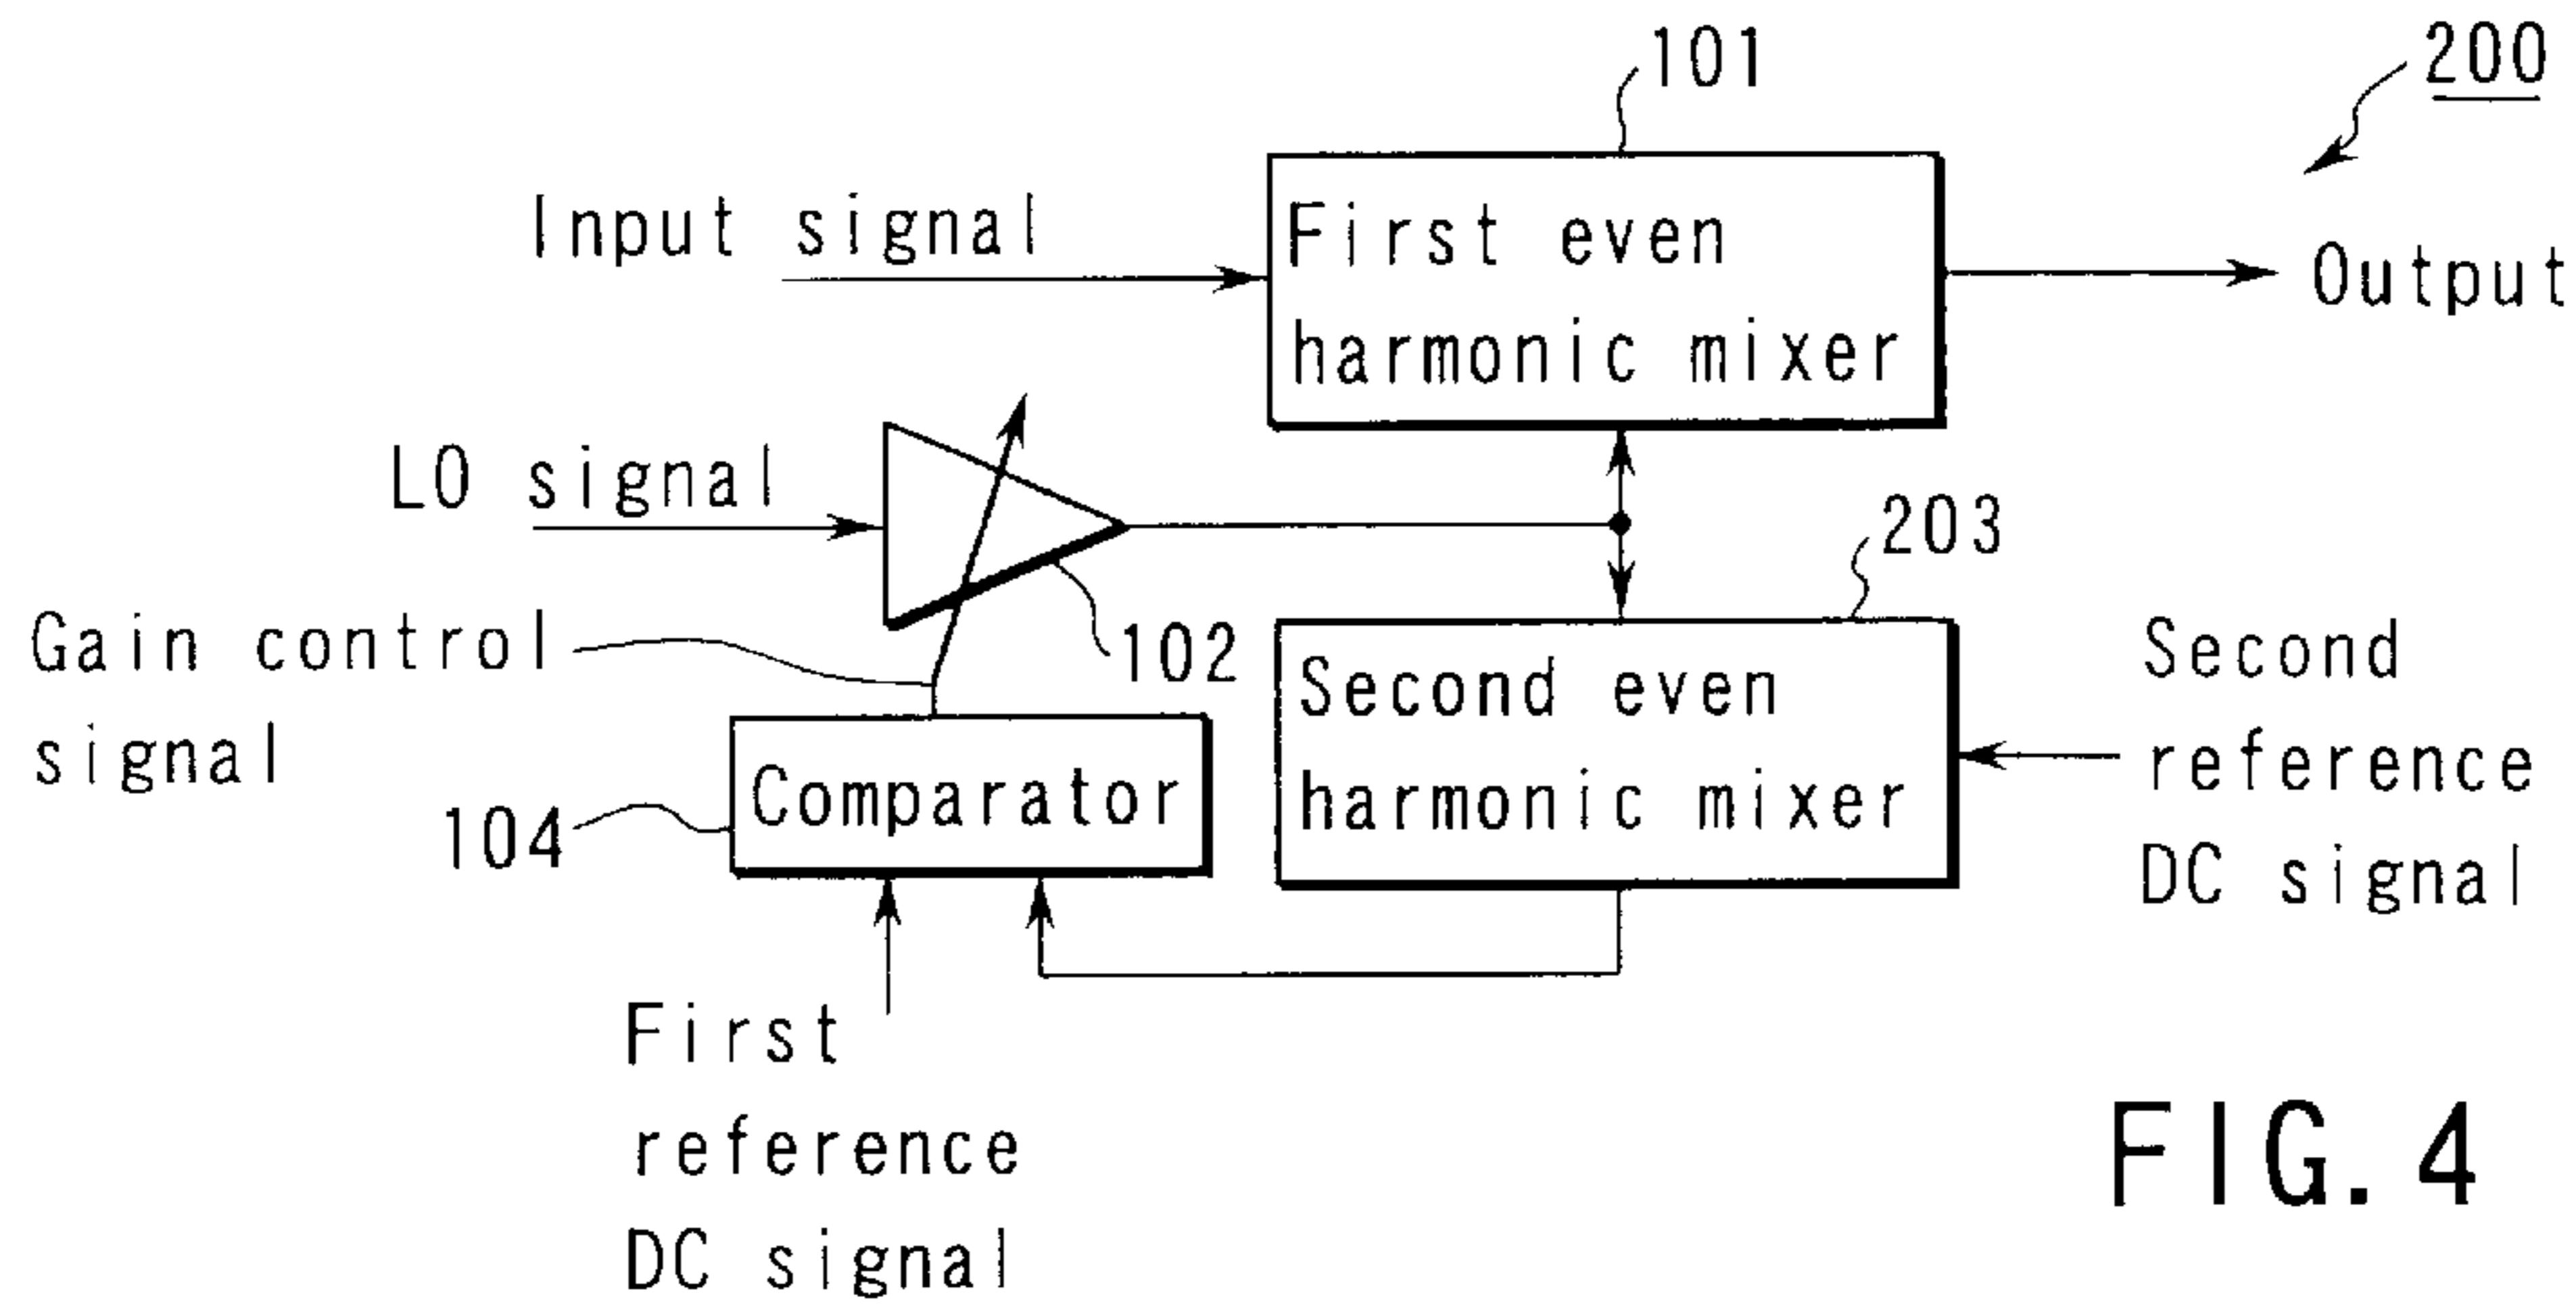 200
101
Input signal
First even
harmonic mixer
Output
LO signal
102
203
Gain control
signal
Second even
harmonic mixer
Second
reference
DC signal
Comparator
104
First
reference
DC signal
FIG. 4